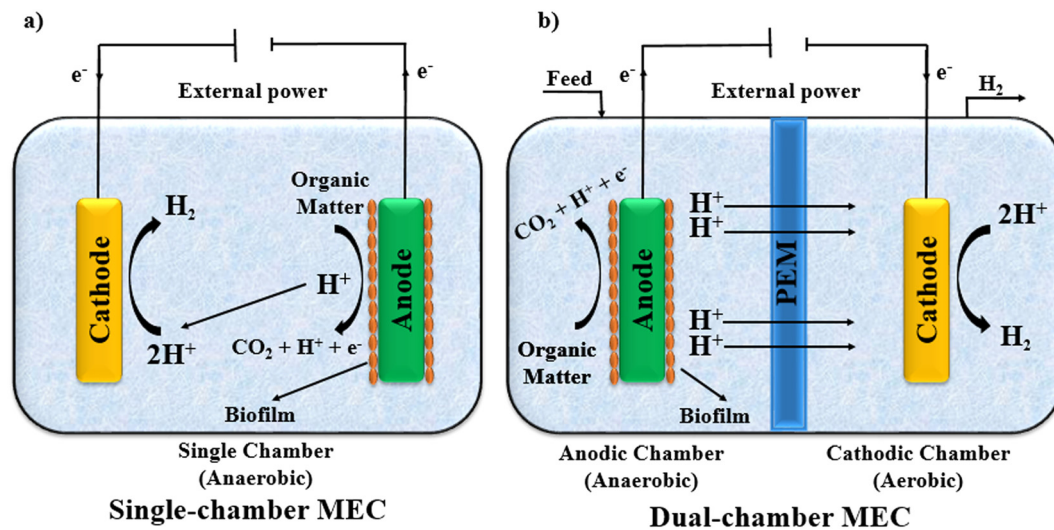 a)
e⁻
e⁻
External power
Cathode
H₂
2H⁺
Organic
Matter
H⁺
CO₂ + H⁺ + e⁻
Anode
Biofilm
Single Chamber
(Anaerobic)
Single-chamber MEC
b)
Feed
e⁻
e⁻
External power
H₂
CO₂ + H⁺ + e⁻
Organic
Matter
Anode
H⁺
H⁺
H⁺
H⁺
Biofilm
PEM
Cathode
2H⁺
H₂
Anodic Chamber
(Anaerobic)
Cathodic Chamber
(Aerobic)
Dual-chamber MEC